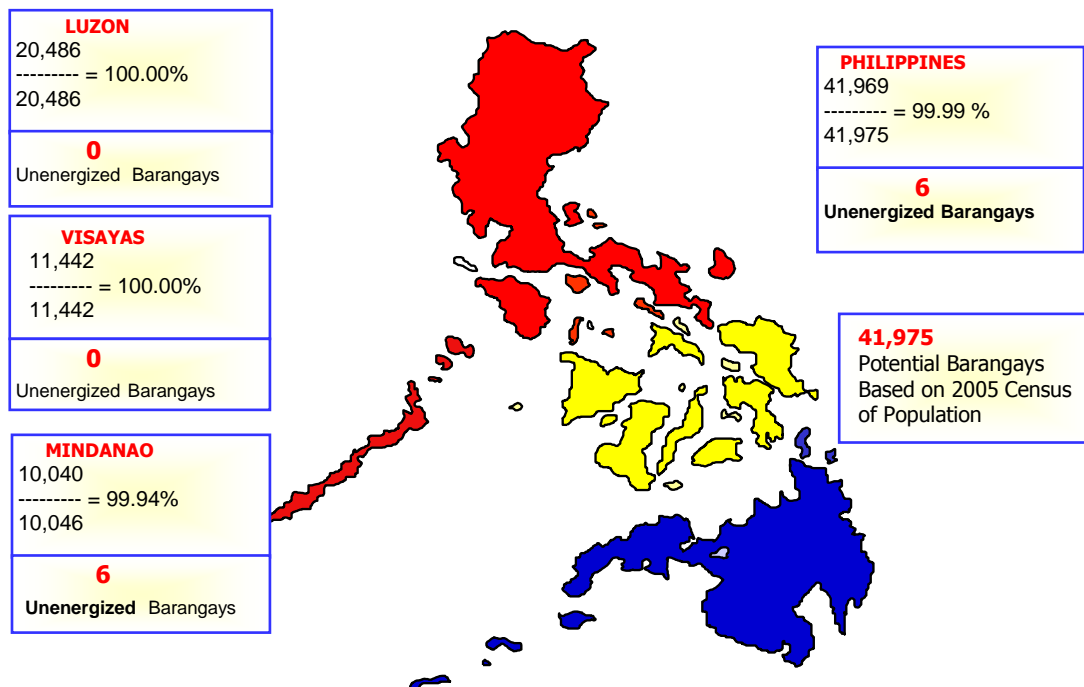 LUZON
20,486
--------- = 100.00%
20,486
0
Unenergized Barangays
VISAYAS
11,442
--------- = 100.00%
11,442
0
Unenergized Barangays
MINDANAO
10,040
--------- = 99.94%
10,046
6
Unenergized Barangays
PHILIPPINES
41,969
--------- = 99.99 %
41,975
6
Unenergized Barangays
41,975
Potential Barangays
Based on 2005 Census
of Population